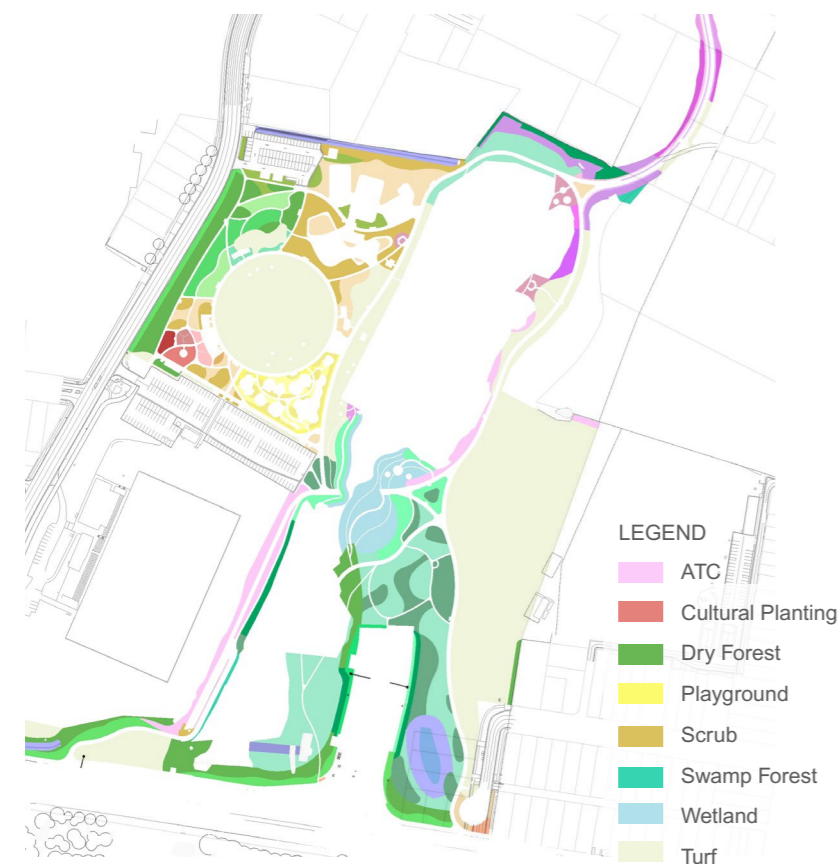 LEGEND
ATC
Cultural Planting
Dry Forest
Playground
Scrub
Swamp Forest
Wetland
Turf